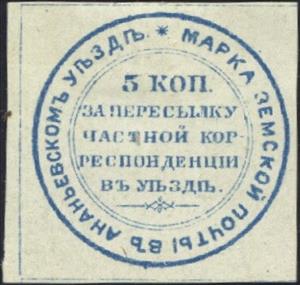 * МАРКА ЗЕМСКОЙ ПОЧТЫ ВЪ АНАНЬЕВСКОМЪ УѢЗДѢ.
5 КОП.
ЗА ПЕРЕСЫЛКУ
ЧАСТНОЙ КОР-
РЕСПОНДЕНЦІИ
ВЪ УѢЗДѢ.